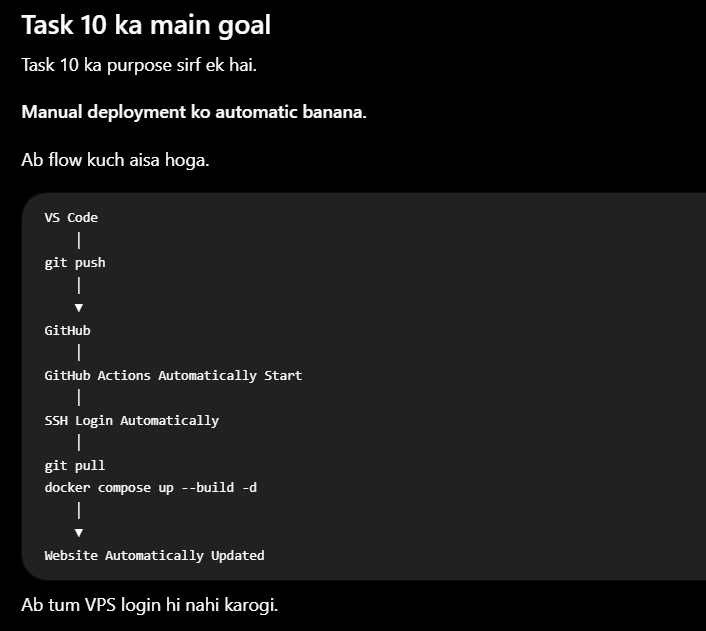 Task 10 ka main goal
Task 10 ka purpose sirf ek hai.
Manual deployment ko automatic banana.
Ab flow kuch aisa hoga.
VS Code
|
git push
|
▼
GitHub
|
GitHub Actions Automatically Start
|
SSH Login Automatically
|
git pull
docker compose up --build -d
|
▼
Website Automatically Updated
Ab tum VPS login hi nahi karogi.